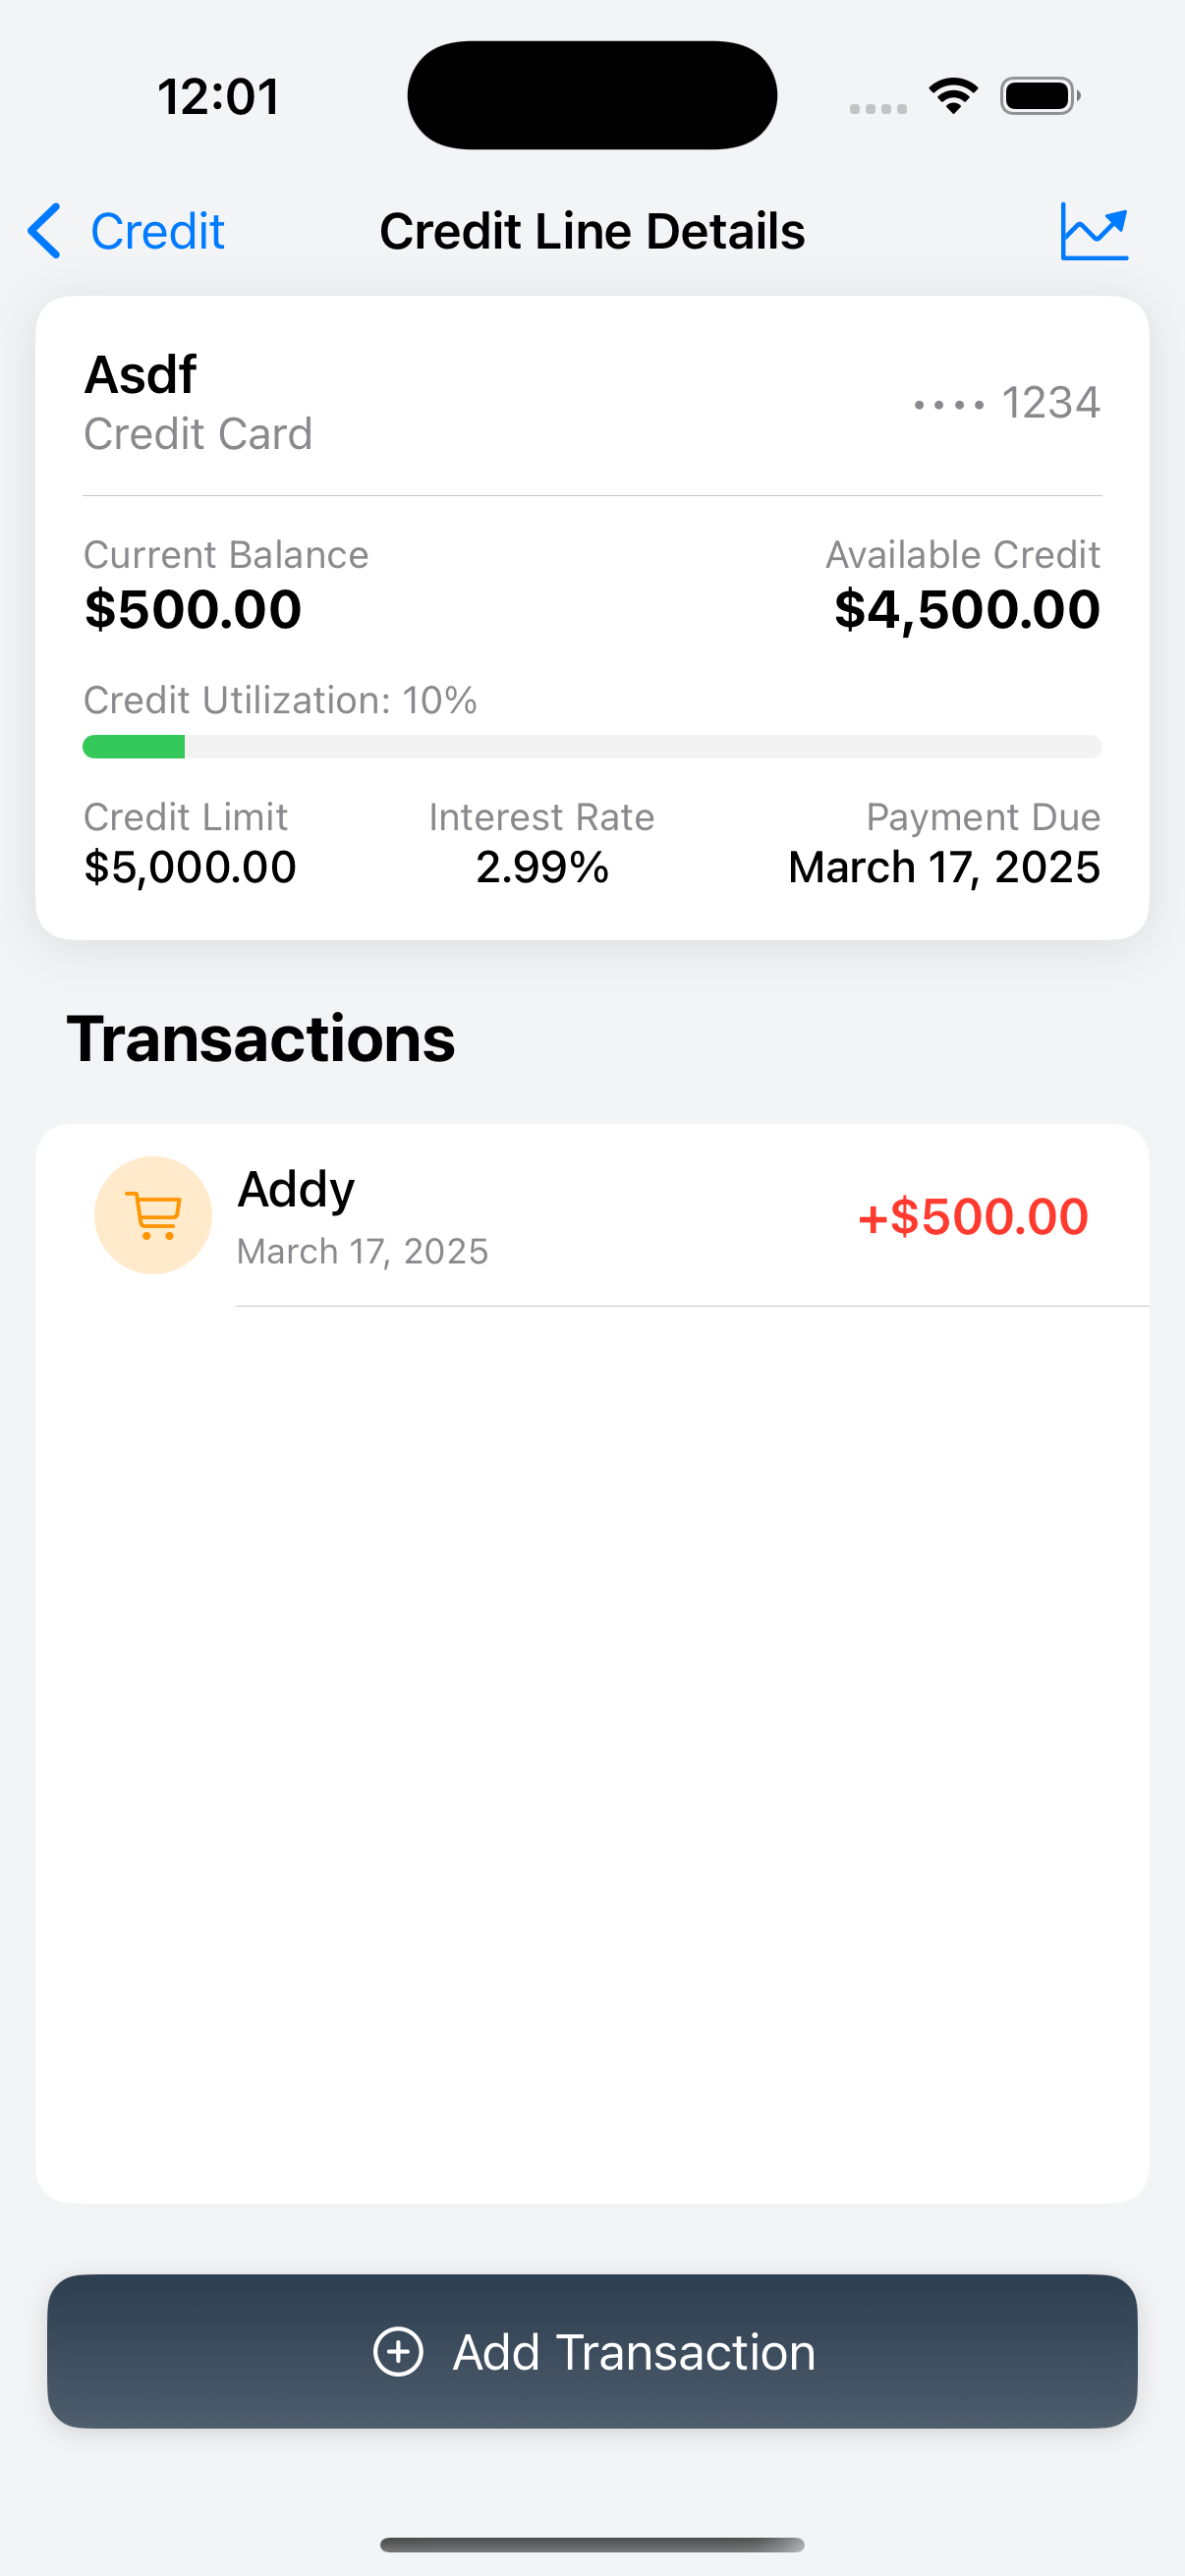 12:01
Credit
Credit Line Details
Asdf
Credit Card
•••• 1234
Current Balance
Available Credit
$500.00
$4,500.00
Credit Utilization: 10%
Credit Limit
Interest Rate
Payment Due
$5,000.00
2.99%
March 17, 2025
Transactions
Addy
March 17, 2025
+$500.00
Add Transaction